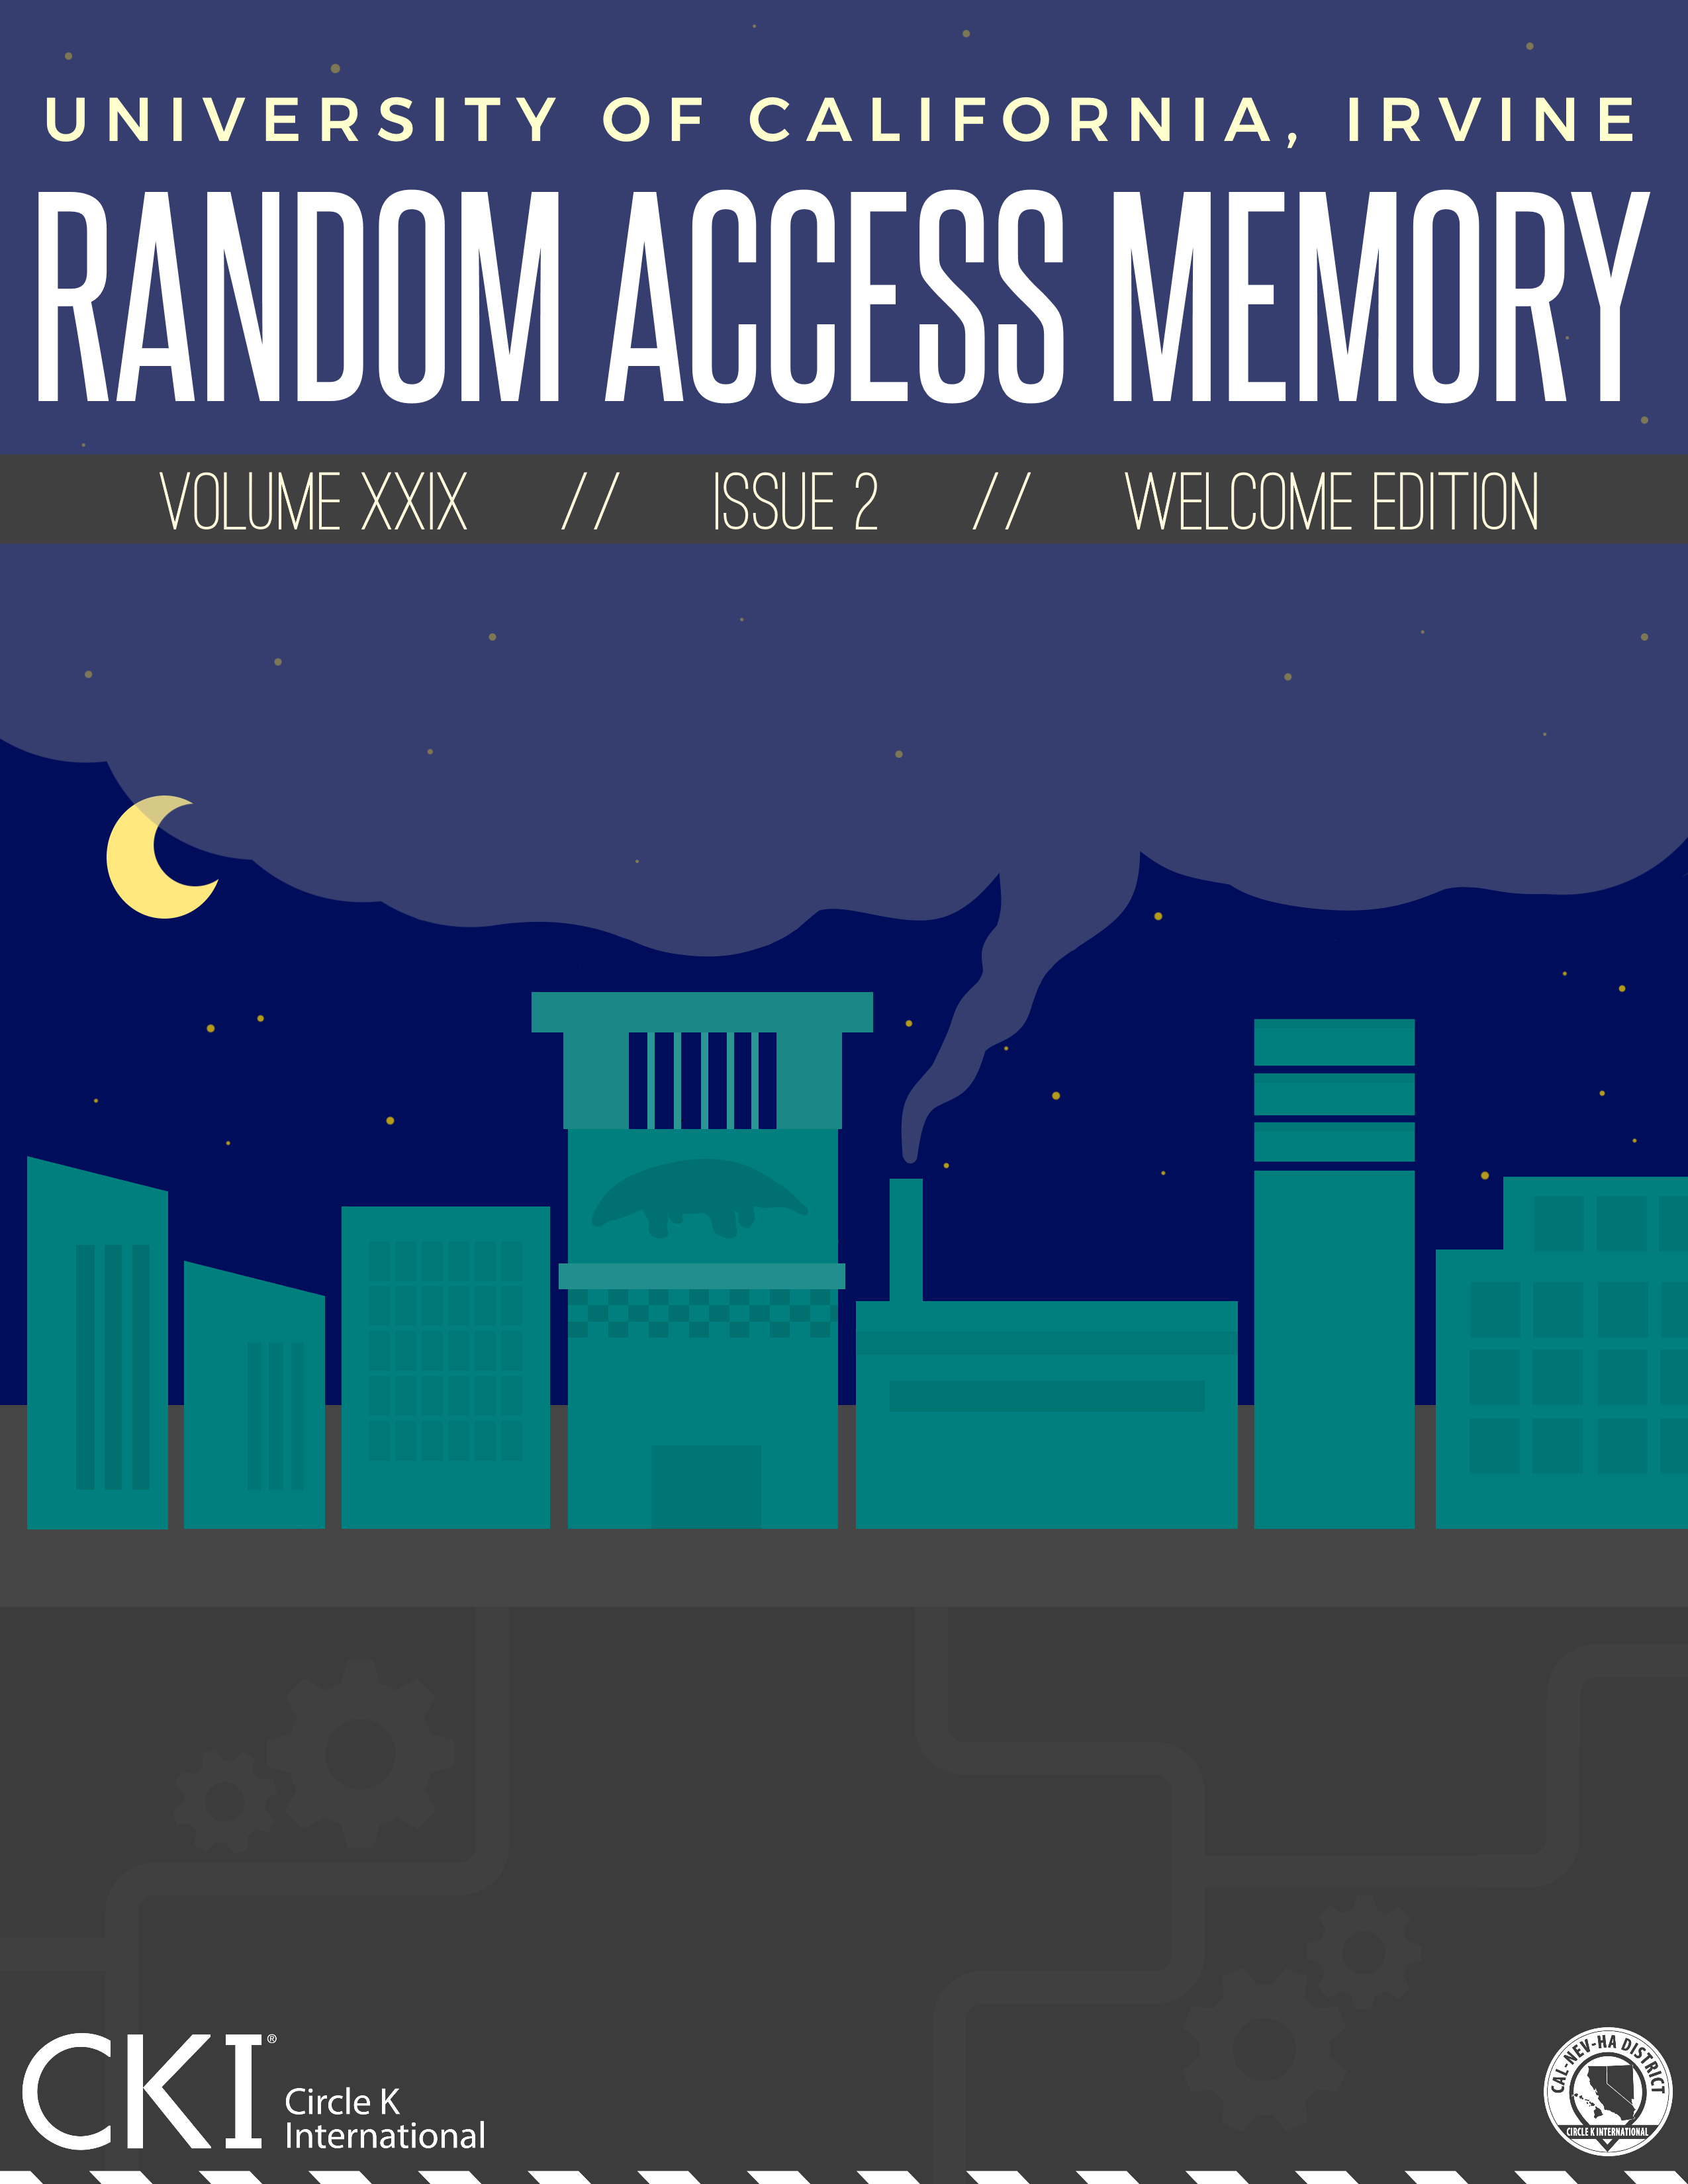 UNIVERSITY OF CALIFORNIA, IRVINE
RANDOM ACCESS MEMORY
VOLUME XXIX // ISSUE 2 // WELCOME EDITION
CKI®
Circle K
International
CAL-NEV-HA DISTRICT
CIRCLE K INTERNATIONAL